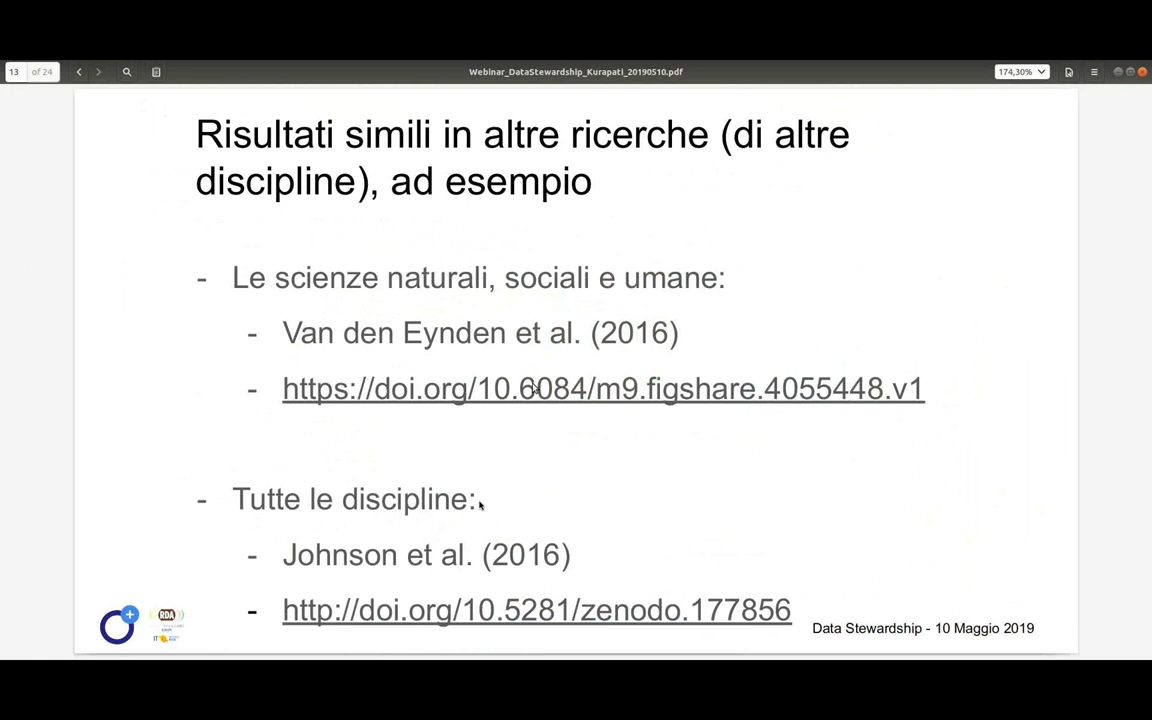 13 of 24
Webinar_DataStewardship_Kurapati_20190510.pdf
174,30%
Risultati simili in altre ricerche (di altre
discipline), ad esempio
- Le scienze naturali, sociali e umane:
- Van den Eynden et al. (2016)
- https://doi.org/10.6084/m9.figshare.4055448.v1
- Tutte le discipline:
- Johnson et al. (2016)
- http://doi.org/10.5281/zenodo.177856
RDA
IT
Data Stewardship - 10 Maggio 2019